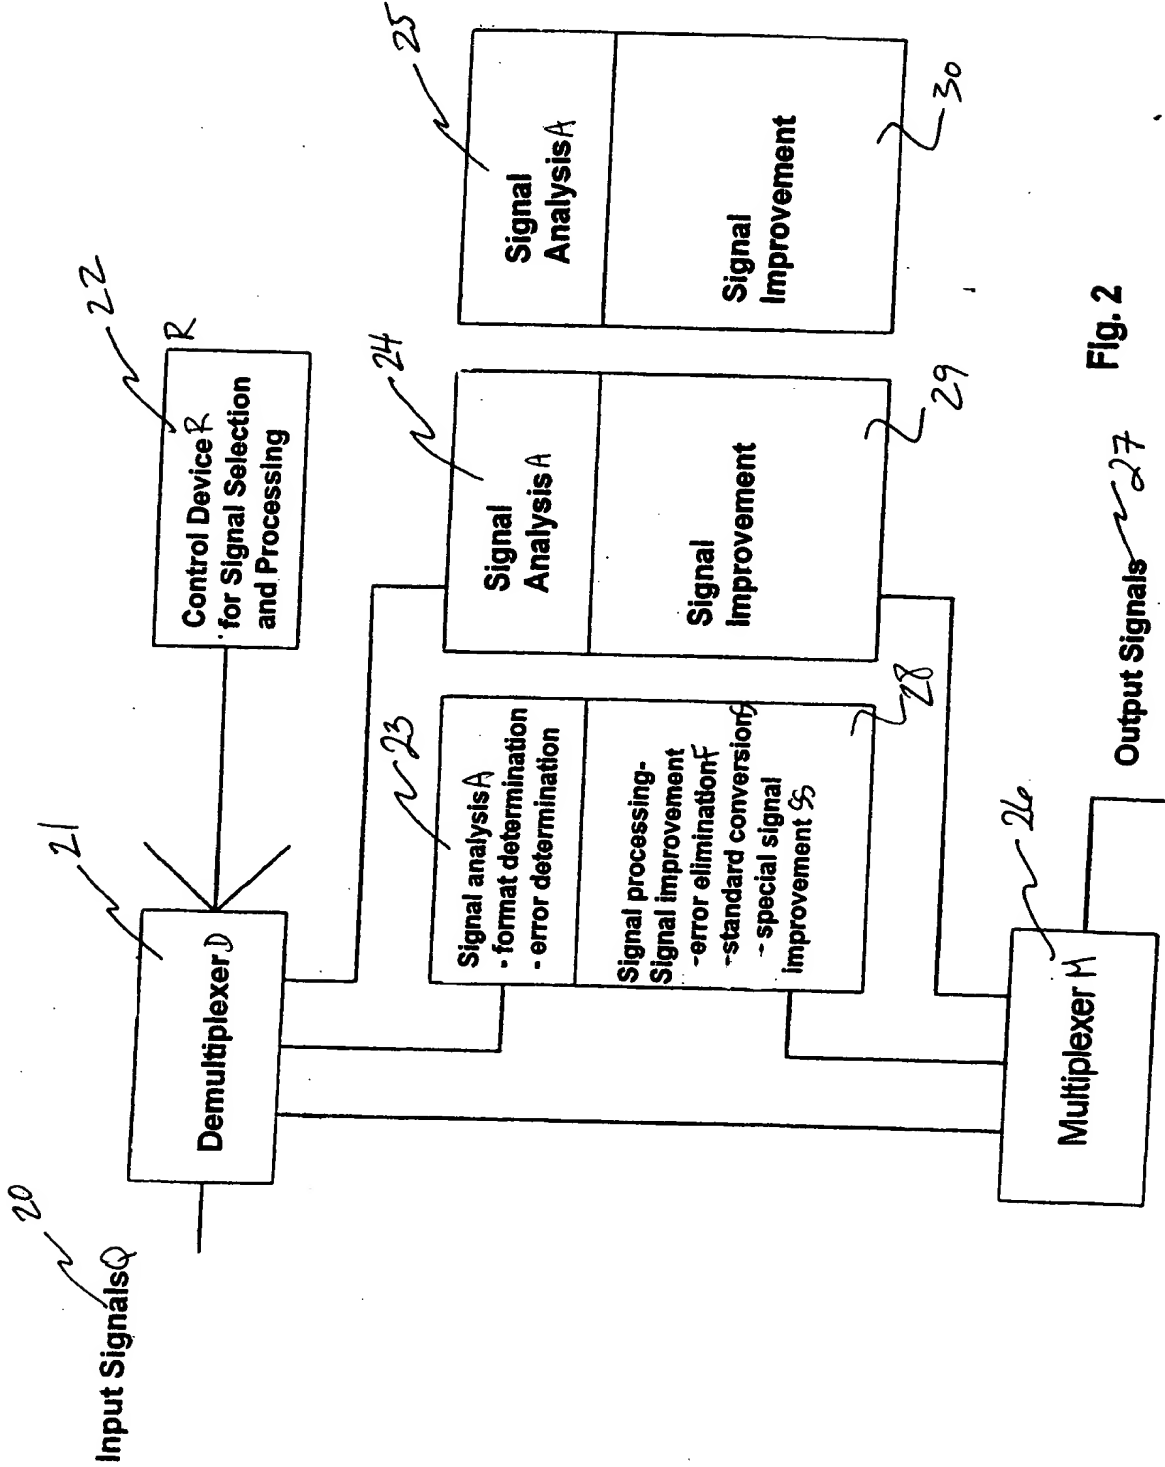 Input SignalsQ
20
Demultiplexer D
21
Control Device R
for Signal Selection
and Processing
R
22
Signal analysis A
- format determination
- error determination
23
Signal processing-
Signal improvement
-error eliminationF
-standard conversionS
- special signal
improvement SS
28
Signal
Analysis A
24
Signal
Improvement
29
Signal
Analysis A
25
Signal
Improvement
30
Multiplexer M
26
Output Signals 27
Fig. 2